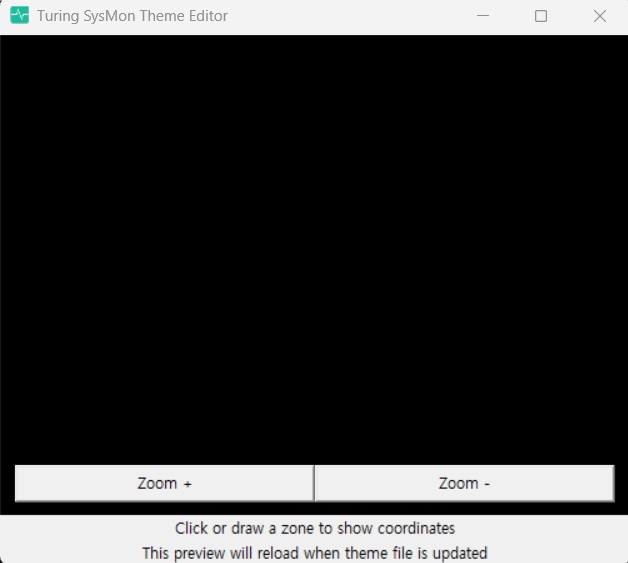 Turing SysMon Theme Editor
Zoom + Zoom -
Click or draw a zone to show coordinates
This preview will reload when theme file is updated